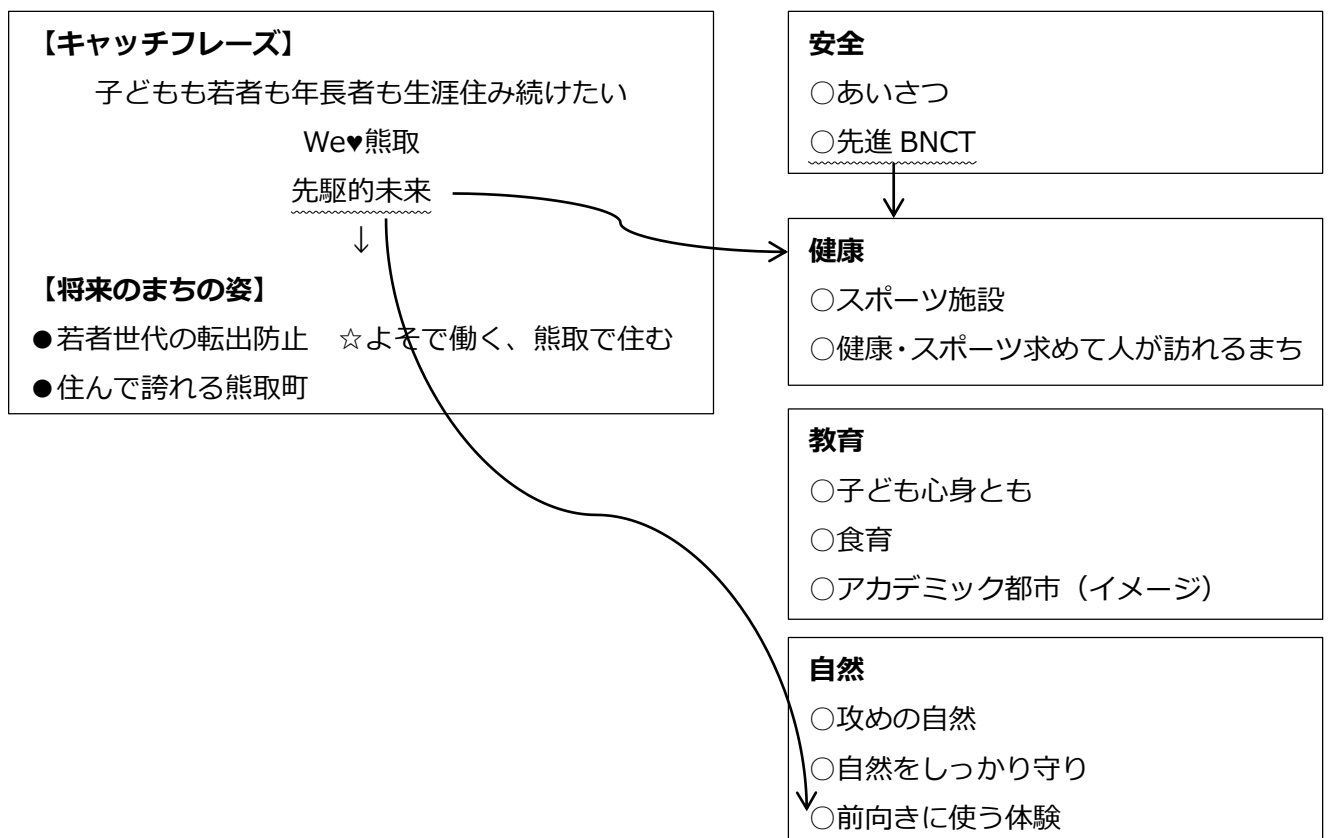 【キャッチフレーズ】
子どもも若者も年長者も生涯住み続けたい
We♥熊取
先駆的未来
↓
【将来のまちの姿】
●若者世代の転出防止　☆よそで働く、熊取で住む
●住んで誇れる熊取町
安全
○あいさつ
○先進 BNCT
健康
○スポーツ施設
○健康・スポーツ求めて人が訪れるまち
教育
○子ども心身とも
○食育
○アカデミック都市（イメージ）
自然
○攻めの自然
○自然をしっかり守り
○前向きに使う体験